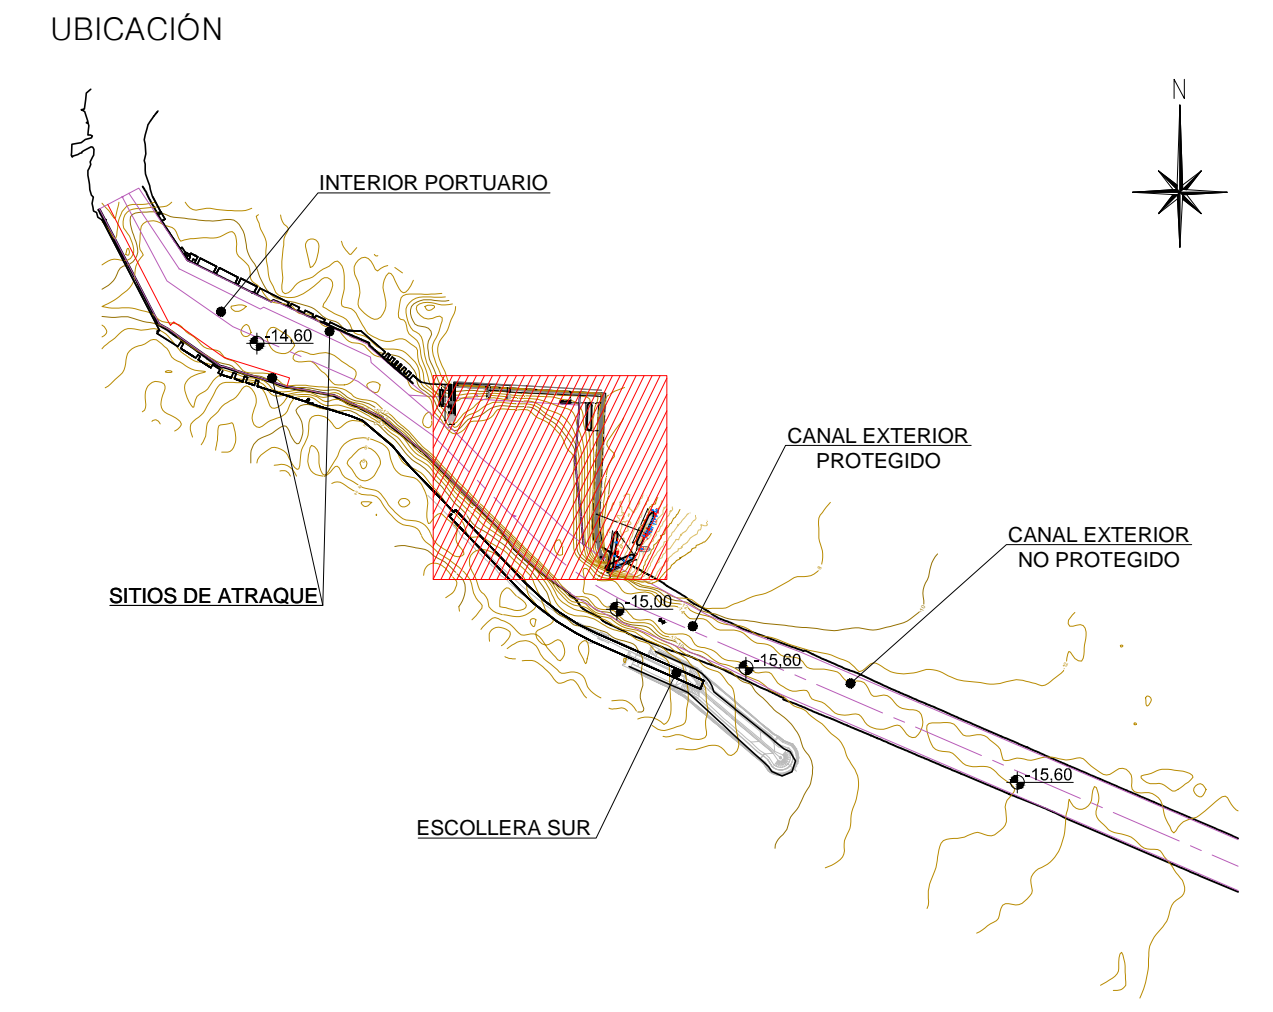 UBICACIÓN
N
INTERIOR PORTUARIO
-14,60
CANAL EXTERIOR
PROTEGIDO
CANAL EXTERIOR
NO PROTEGIDO
SITIOS DE ATRAQUE
-15,00
-15,60
-15,60
ESCOLLERA SUR